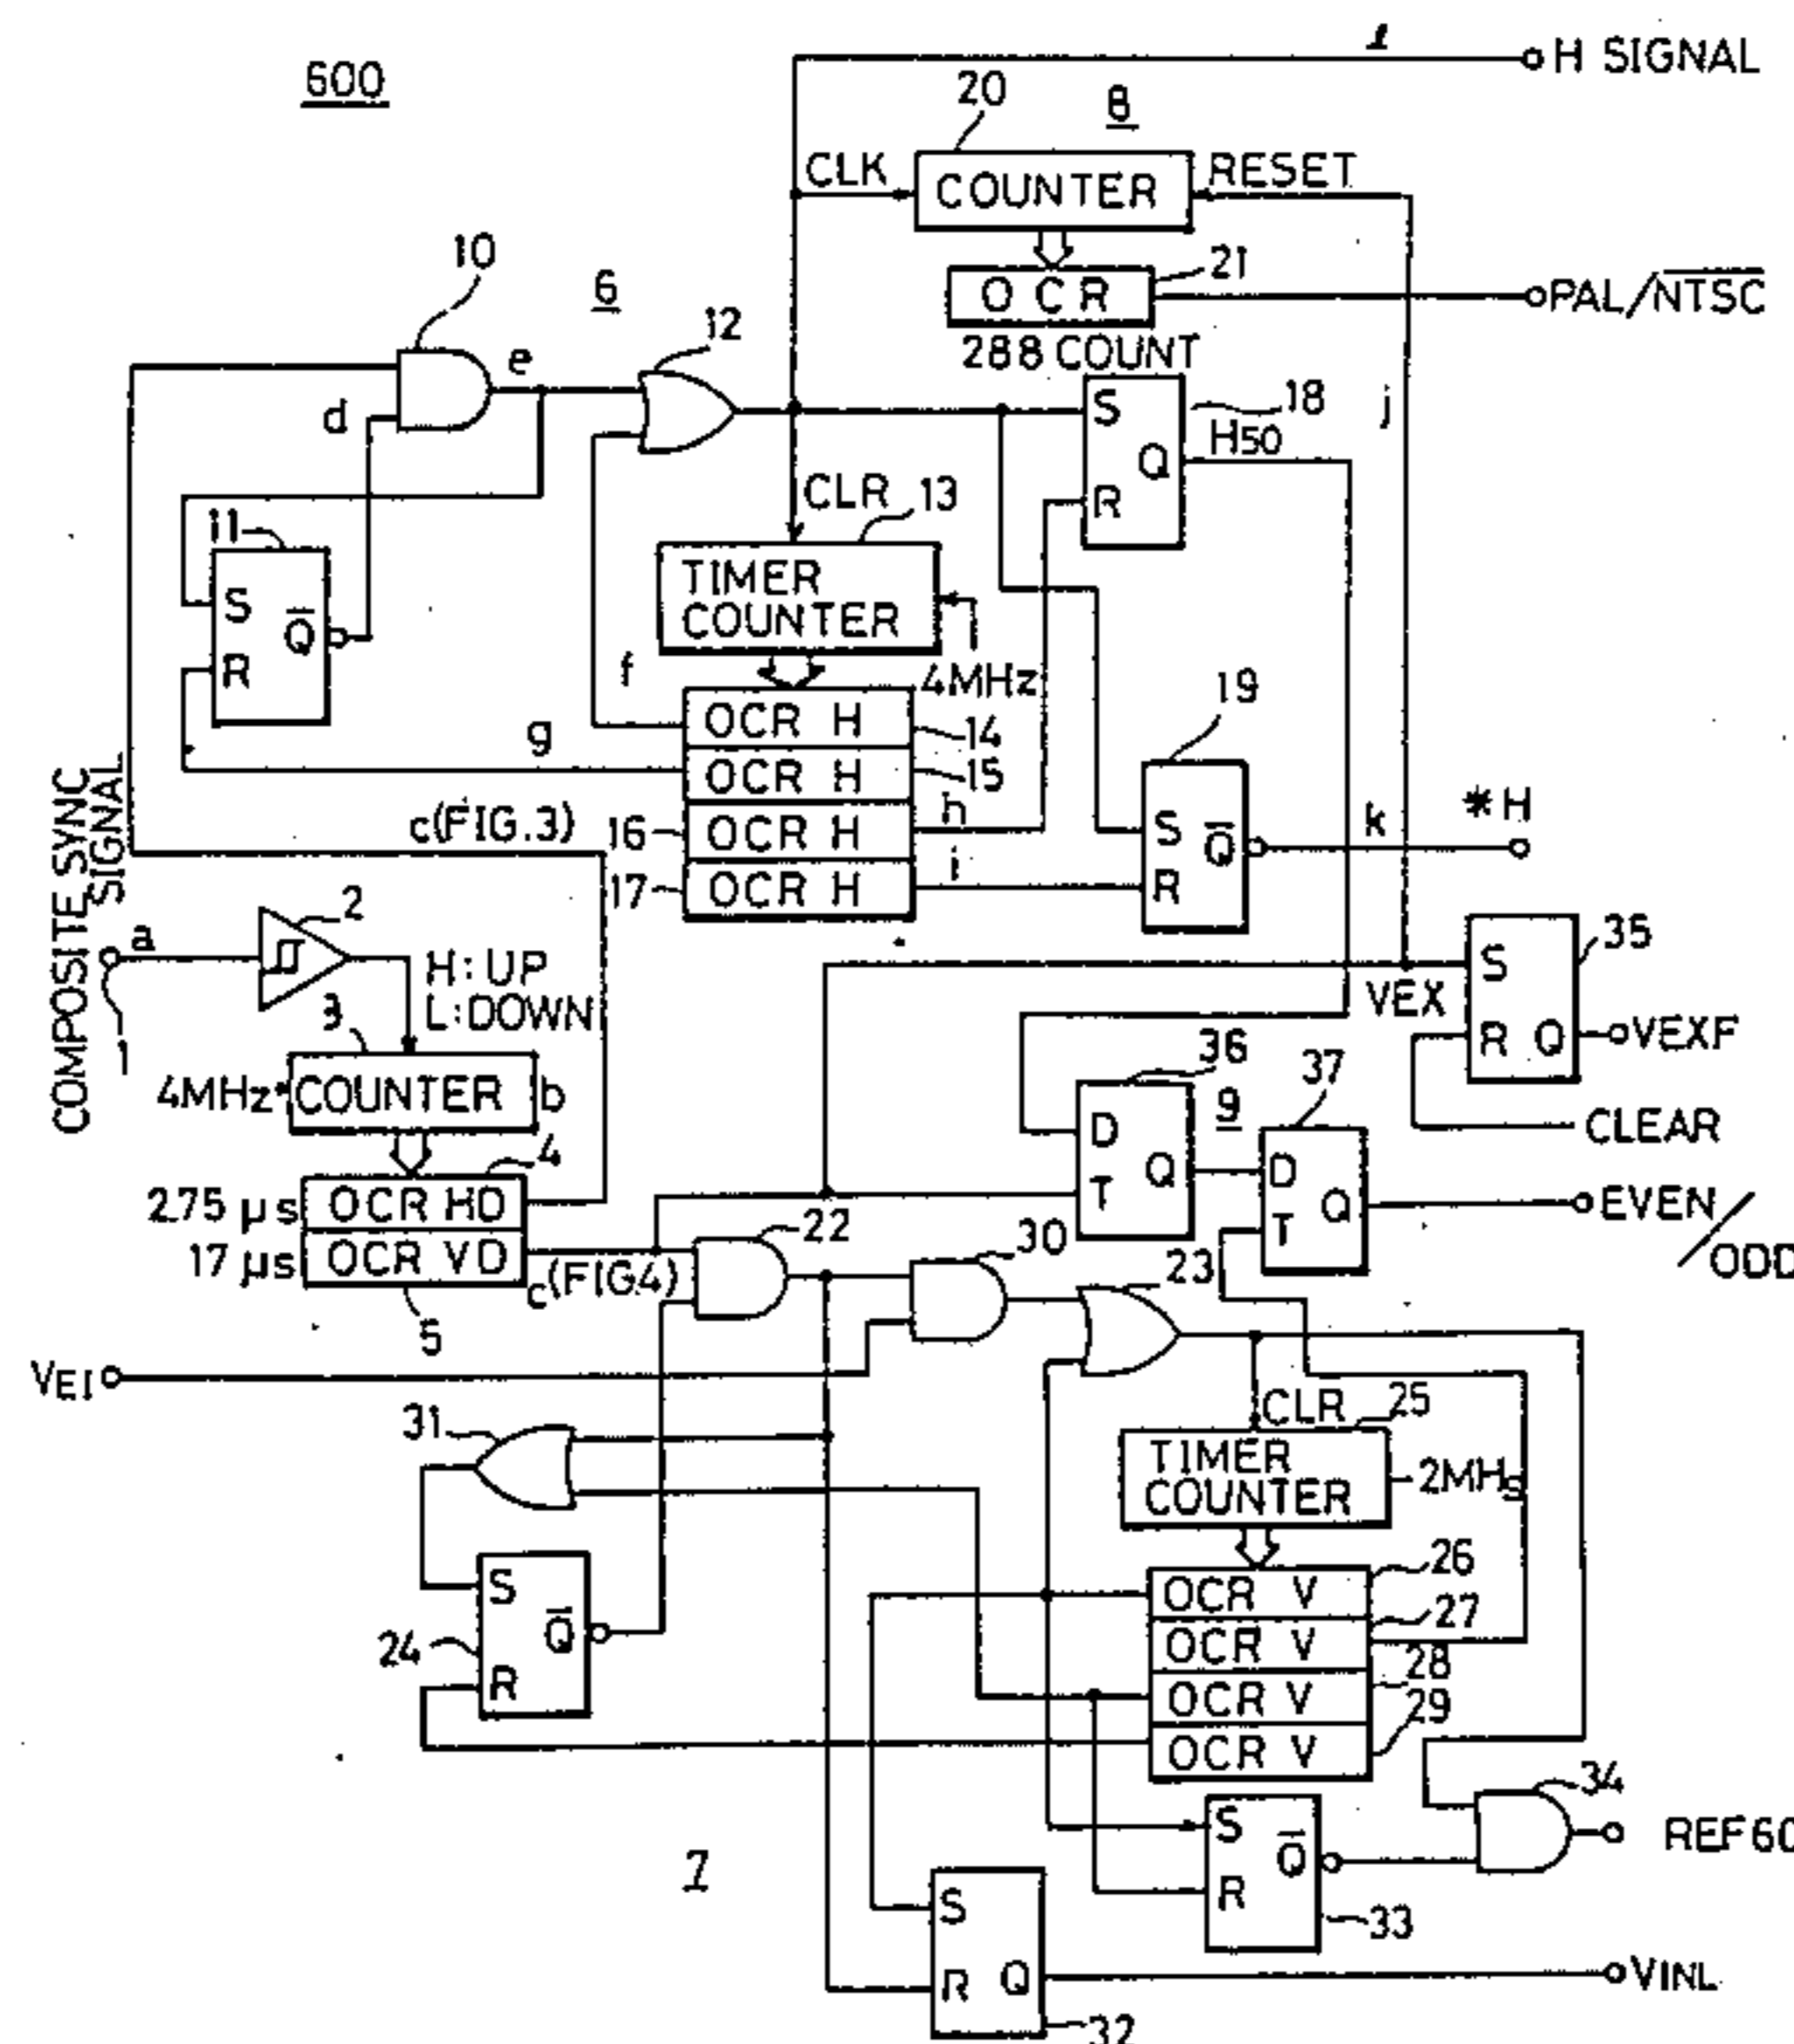 600
1
H SIGNAL
20
8
CLK
COUNTER
RESET
21
OCR
PAL/NTSC
288 COUNT
10
6
12
e
d
S
18
H50
Q
R
j
CLR
13
11
S
Q
R
TIMER
COUNTER
4MHz
f
g
19
OCR H
14
OCR H
15
c(FIG.3)
16
OCR H
h
17
OCR H
i
S
Q
R
k
*H
COMPOSITE SYNC
SIGNAL
2
a
1
H: UP
L: DOWN
3
4MHz
COUNTER
b
S
35
VEX
R
Q
VEXF
CLEAR
36
9
37
D
Q
T
D
Q
T
EVEN/
ODD
4
2.75 μs
OCR HD
17 μs
OCR VD
5
c(FIG4)
22
30
23
VEI
31
CLR
25
TIMER
COUNTER
2MHg
S
24
Q
R
26
OCR V
27
OCR V
28
OCR V
29
OCR V
34
REF60
S
Q
R
33
7
S
R
Q
VINL
32